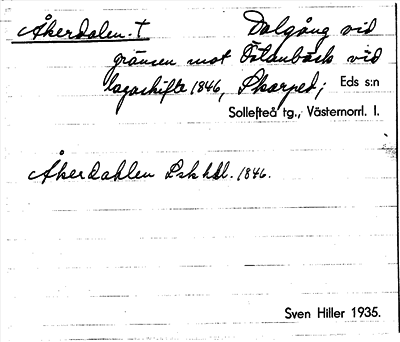 Åkerdalen. † Dalgång vid
gränsen mot Fålanbäck vid
lagaskifte 1846, Skarped; Eds s:n
Sollefteå tg., Västernorrl. l.
Åkerdahlen Lskhdl. 1846.
Sven Hiller 1935.